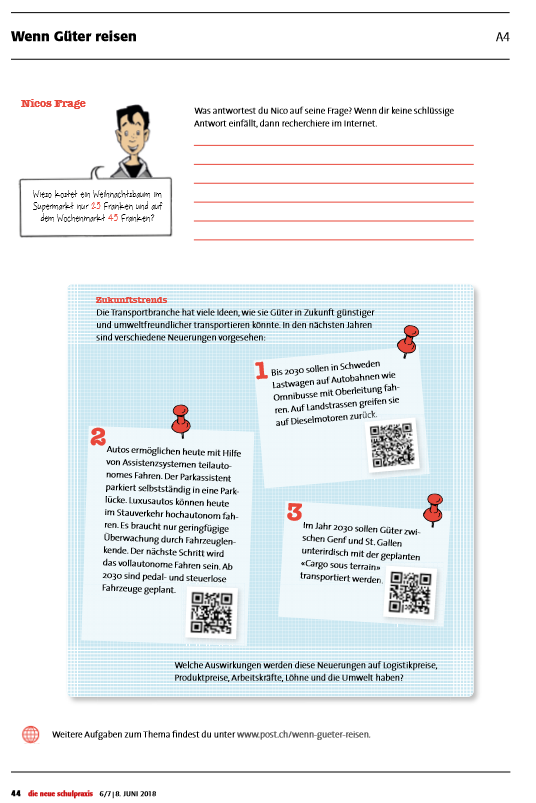 Wenn Güter reisen
A4
Nicos Frage
Wieso kostet ein Weihnachtsbaum im
Supermarkt nur 25 Franken und auf
dem Wochenmarkt 45 Franken?
Was antwortest du Nico auf seine Frage? Wenn dir keine schlüssige
Antwort einfällt, dann recherchiere im Internet.
Zukunftstrends
Die Transportbranche hat viele Ideen, wie sie Güter in Zukunft günstiger
und umweltfreundlicher transportieren könnte. In den nächsten Jahren
sind verschiedene Neuerungen vorgesehen:
1
Bis 2030 sollen in Schweden
Lastwagen auf Autobahnen wie
Omnibusse mit Oberleitung fah-
ren. Auf Landstrassen greifen sie
auf Dieselmotoren zurück.
2
Autos ermöglichen heute mit Hilfe
von Assistenzsystemen teilauto-
nomes Fahren. Der Parkassistent
parkiert selbstständig in eine Park-
lücke. Luxusautos können heute
im Stauverkehr hochautonom fah-
ren. Es braucht nur geringfügige
Überwachung durch Fahrzeuglen-
kende. Der nächste Schritt wird
das vollautonome Fahren sein. Ab
2030 sind pedal- und steuerlose
Fahrzeuge geplant.
3
Im Jahr 2030 sollen Güter zwi-
schen Genf und St. Gallen
unterirdisch mit der geplanten
«Cargo sous terrain»
transportiert werden.
Welche Auswirkungen werden diese Neuerungen auf Logistikpreise,
Produktpreise, Arbeitskräfte, Löhne und die Umwelt haben?
Weitere Aufgaben zum Thema findest du unter www.post.ch/wenn-gueter-reisen.
44 die neue schulpraxis 6/7 | 8. JUNI 2018